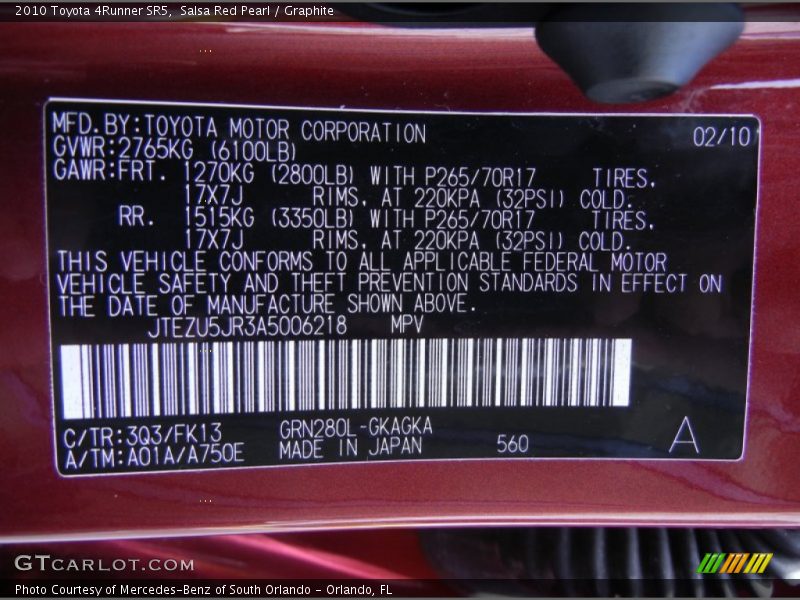 2010 Toyota 4Runner SR5,  Salsa Red Pearl / Graphite
MFD.BY:TOYOTA MOTOR CORPORATION 02/10
GVWR:2765KG (6100LB)
GAWR:FRT. 1270KG (2800LB) WITH P265/70R17 TIRES.
17X7J RIMS. AT 220KPA (32PSI) COLD.
RR. 1515KG (3350LB) WITH P265/70R17 TIRES.
17X7J RIMS. AT 220KPA (32PSI) COLD.
THIS VEHICLE CONFORMS TO ALL APPLICABLE FEDERAL MOTOR
VEHICLE SAFETY AND THEFT PREVENTION STANDARDS IN EFFECT ON
THE DATE OF MANUFACTURE SHOWN ABOVE.
JTEZU5JR3A5006218 MPV
C/TR:3Q3/FK13 GRN280L-GKAGKA
A/TM:A01A/A750E MADE IN JAPAN 560 A
GTCARLOT.COM
Photo Courtesy of Mercedes-Benz of South Orlando - Orlando, FL